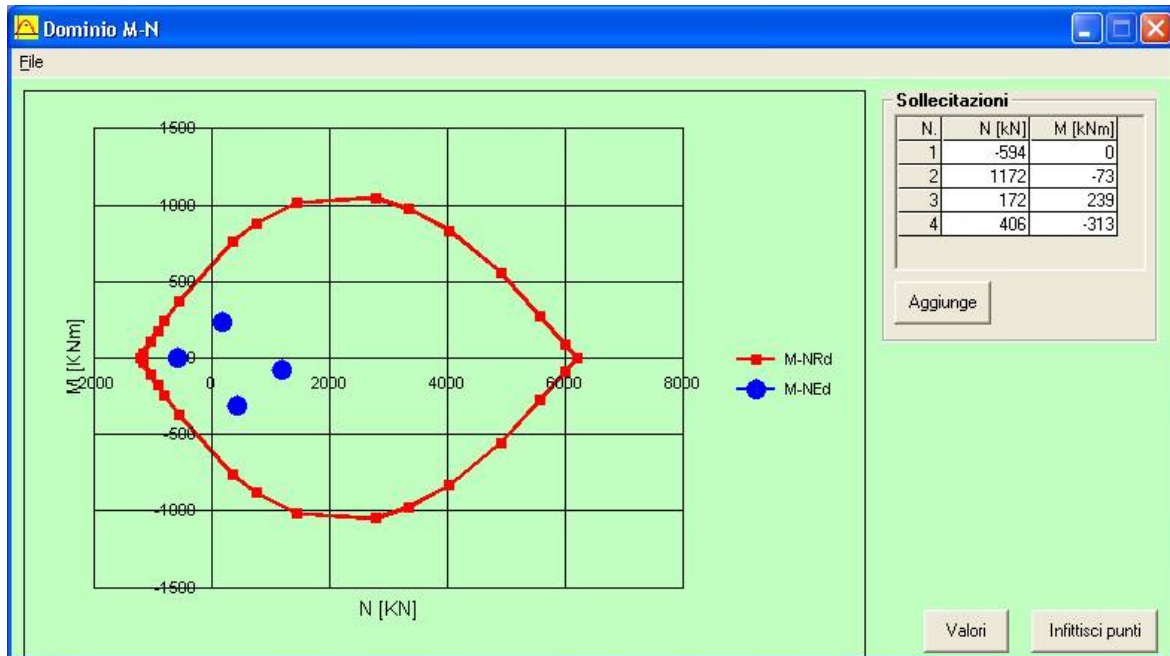 Dominio M-N
File
1500
1000
500
0
-500
-1000
-1500
-2000 0 2000 4000 6000 8000
M [KNm]
N [KN]
M-NRd
M-NEd
Sollecitazioni
N. N [kN] M [kNm]
1 -594 0
2 1172 -73
3 172 239
4 406 -313
Aggiunge
Valori Infittisci punti